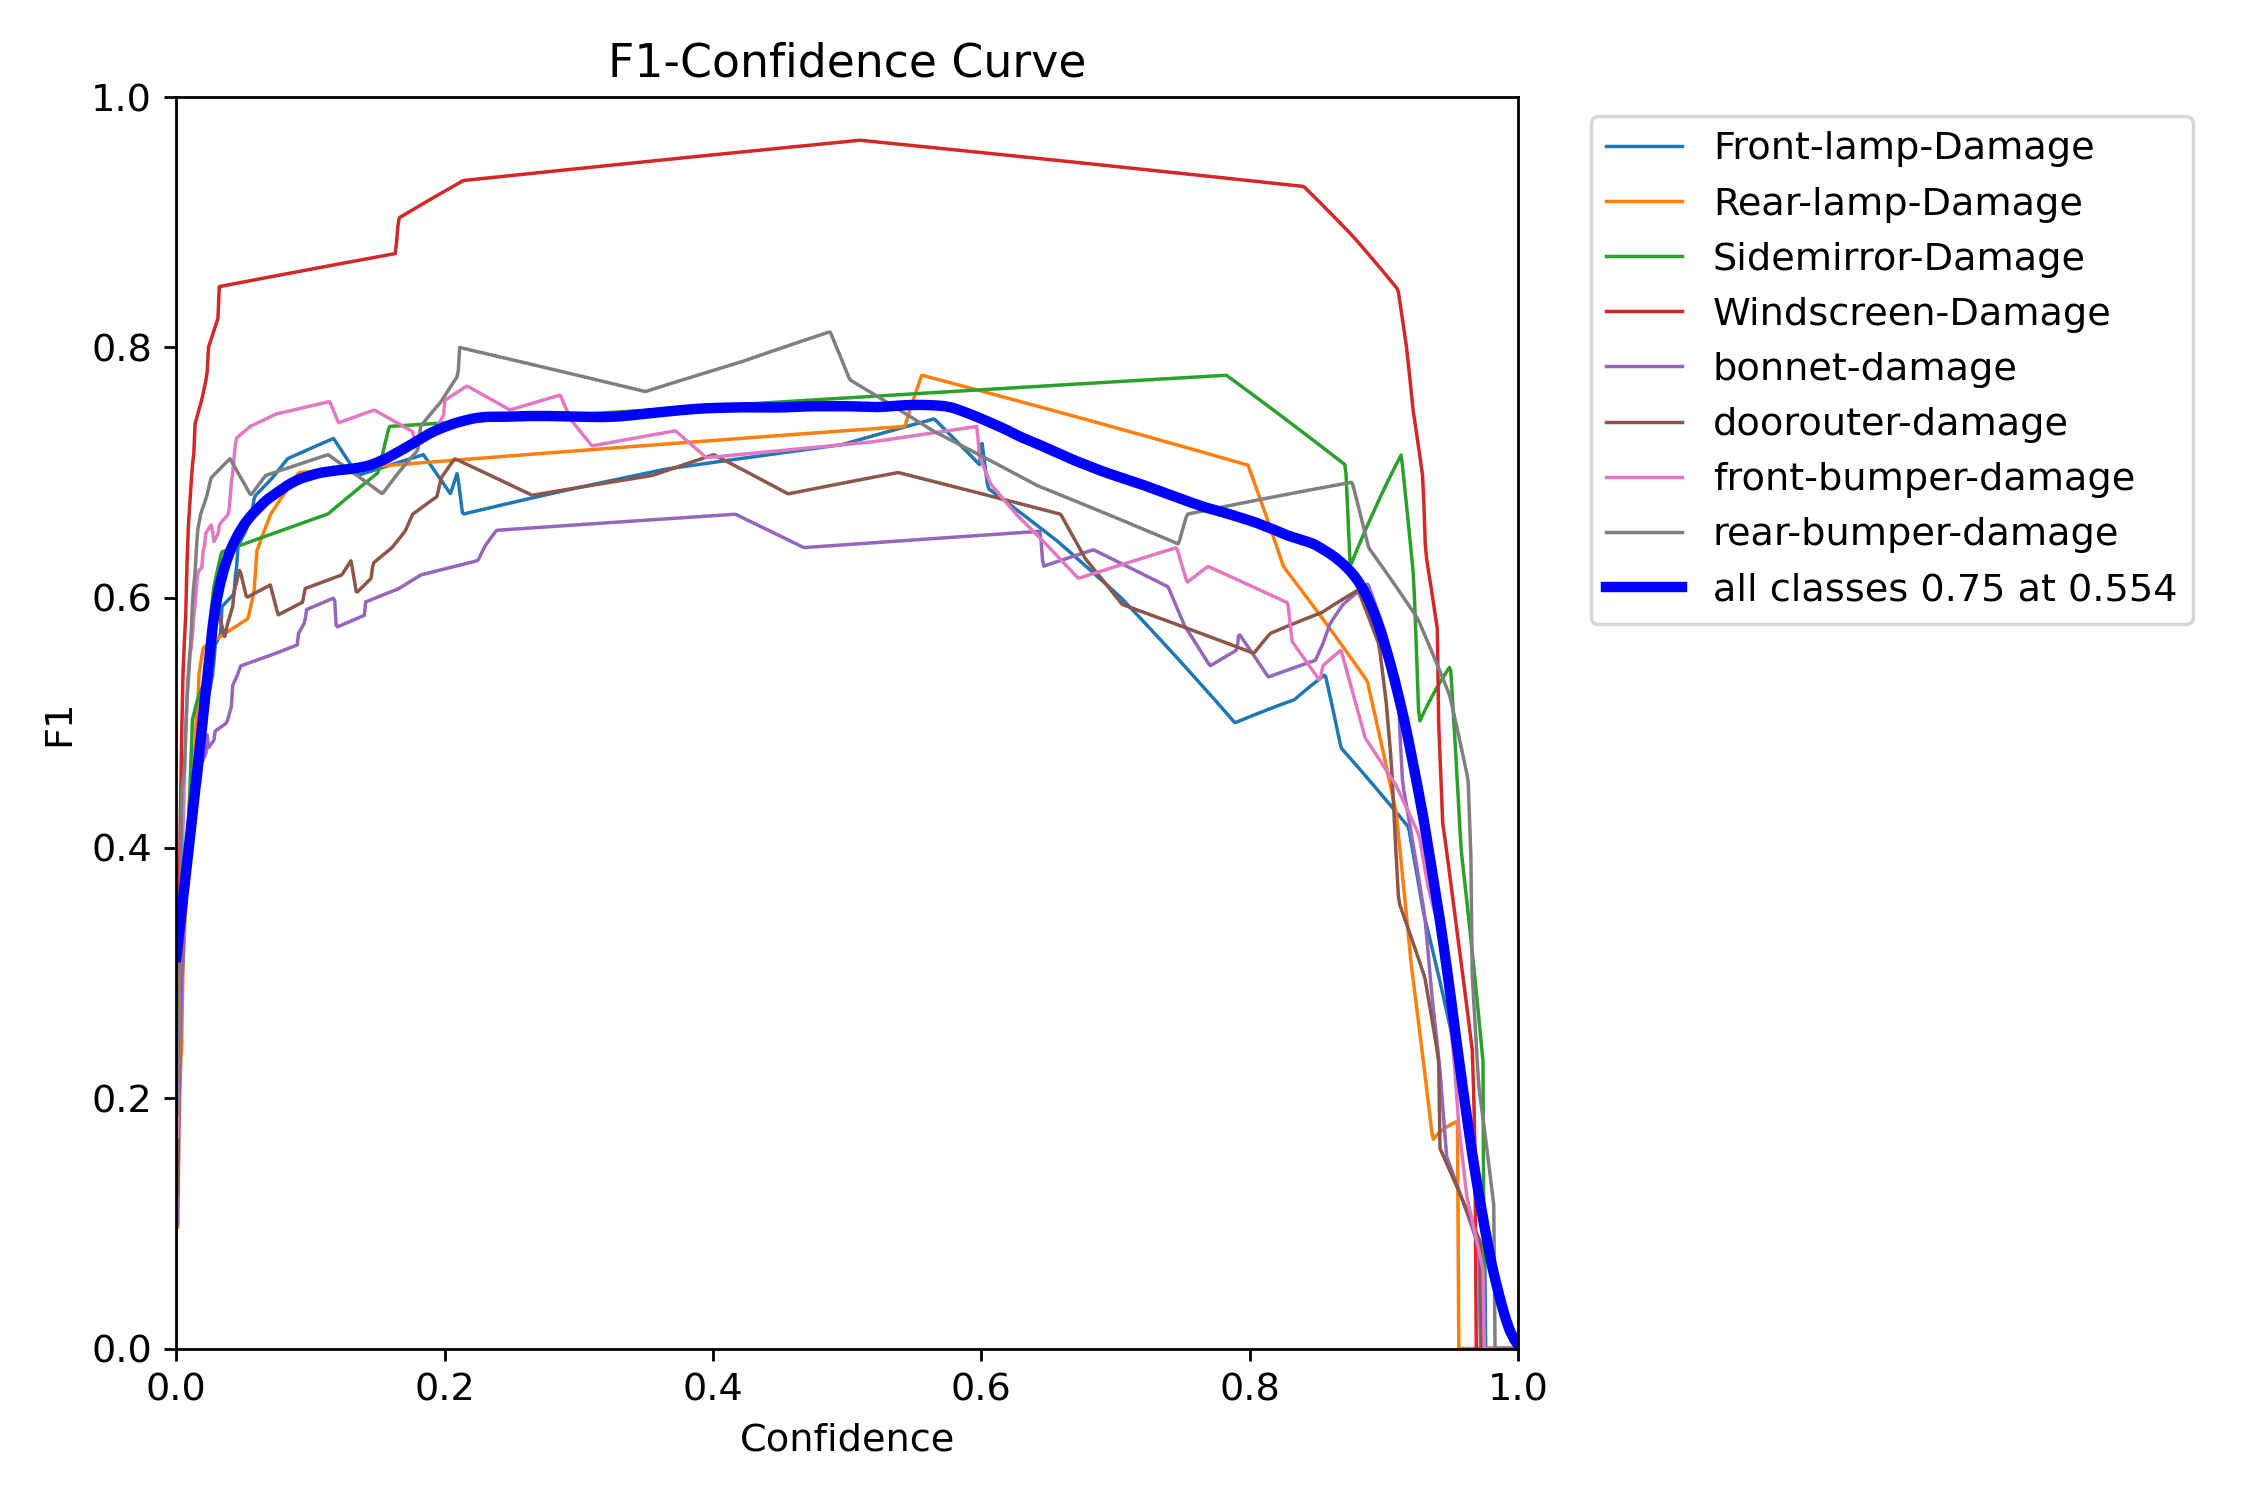 F1-Confidence Curve
1.0
0.8
0.6
0.4
0.2
0.0
F1
0.0 0.2 0.4 0.6 0.8 1.0
Confidence
Front-lamp-Damage
Rear-lamp-Damage
Sidemirror-Damage
Windscreen-Damage
bonnet-damage
doorouter-damage
front-bumper-damage
rear-bumper-damage
all classes 0.75 at 0.554